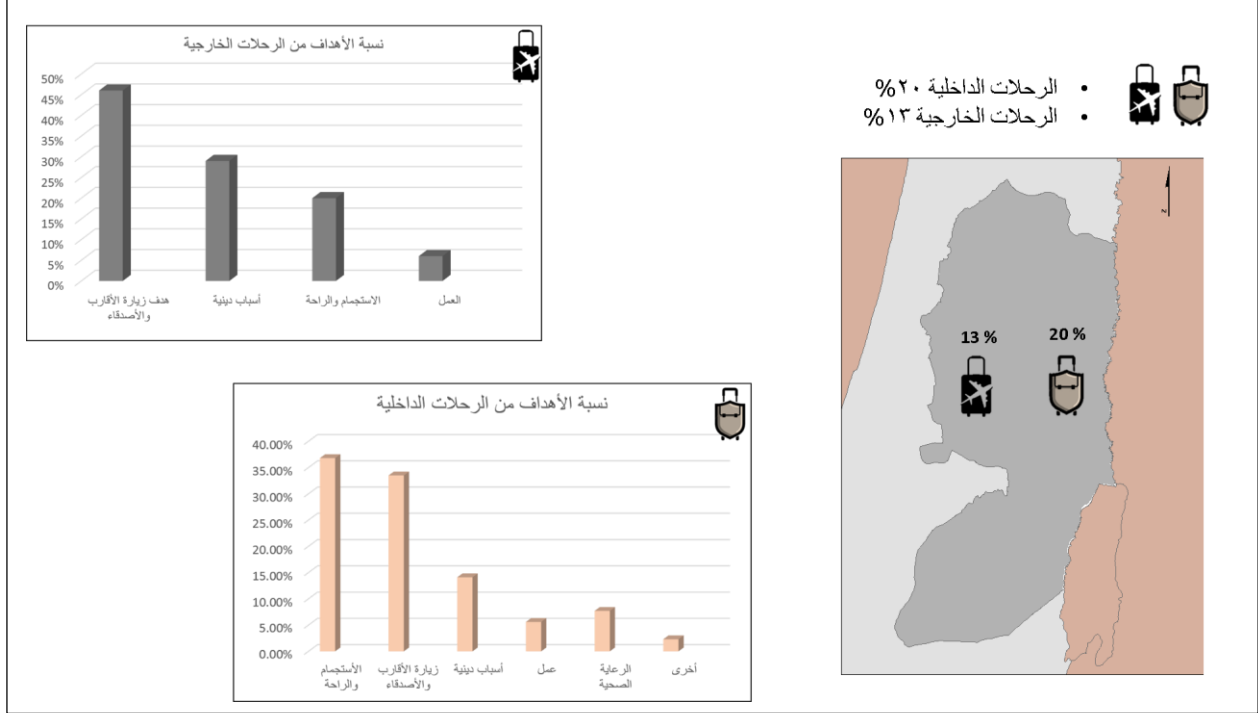 نسبة الأهداف من الرحلات الخارجية
50%
45%
40%
35%
30%
25%
20%
15%
10%
5%
0%
هدف زيارة الأقارب
والأصدقاء
أسباب دينية
الاستجمام والراحة
العمل
• الرحلات الداخلية ٢٠%
• الرحلات الخارجية ١٣%
N
13 %
20 %
نسبة الأهداف من الرحلات الداخلية
40.00%
35.00%
30.00%
25.00%
20.00%
15.00%
10.00%
5.00%
0.00%
الأستجمام
والراحة
زيارة الأقارب
والأصدقاء
أسباب دينية
عمل
الرعاية
الصحية
أخرى